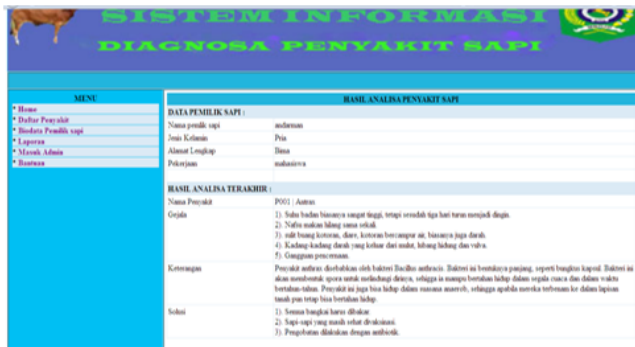 SISTEM INFORMASI
DIAGNOSA PENYAKIT SAPI
MENU
* Home
* Daftar Penyakit
* Biodata Pemilik sapi
* Laporan
* Masuk Admin
* Bantuan
HASIL ANALISA PENYAKIT SAPI
DATA PEMILIK SAPI :
Nama pemilik sapi andarman
Jenis Kelamin Pria
Alamat Lengkap Bima
Pekerjaan mahasiswa
HASIL ANALISA TERAKHIR :
Nama Penyakit P001 | Antrax
Gejala 1). Suhu badan biasanya sangat tinggi, tetapi sesudah tiga hari turun menjadi dingin.
2). Nafsu makan hilang sama sekali.
3). sulit buang kotoran, diare, kotoran bercampur air, biasanya juga darah.
4). Kadang-kadang darah yang keluar dari mulut, lubang hidung dan vulva.
5). Gangguan pencernaan.
Keterangan Penyakit anthrax disebabkan oleh bakteri Bacillus anthracis. Bakteri ini bentuknya panjang, seperti bungkus kapsul. Bakteri ini
akan membentuk spora untuk melindungi dirinya, sehingga ia mampu bertahan hidup dalam segala cuaca dan dalam waktu
bertahun-tahun. Penyakit ini juga bisa hidup dalam suasana anaerob, sehingga apabila mereka terbenam ke dalam lapisan
tanah pun tetap bisa bertahan hidup.
Solusi 1). Semua bangkai harus dibakar.
2). Sapi-sapi yang masih sehat divaksinasi.
3). Pengobatan dilakukan dengan antibiotik.